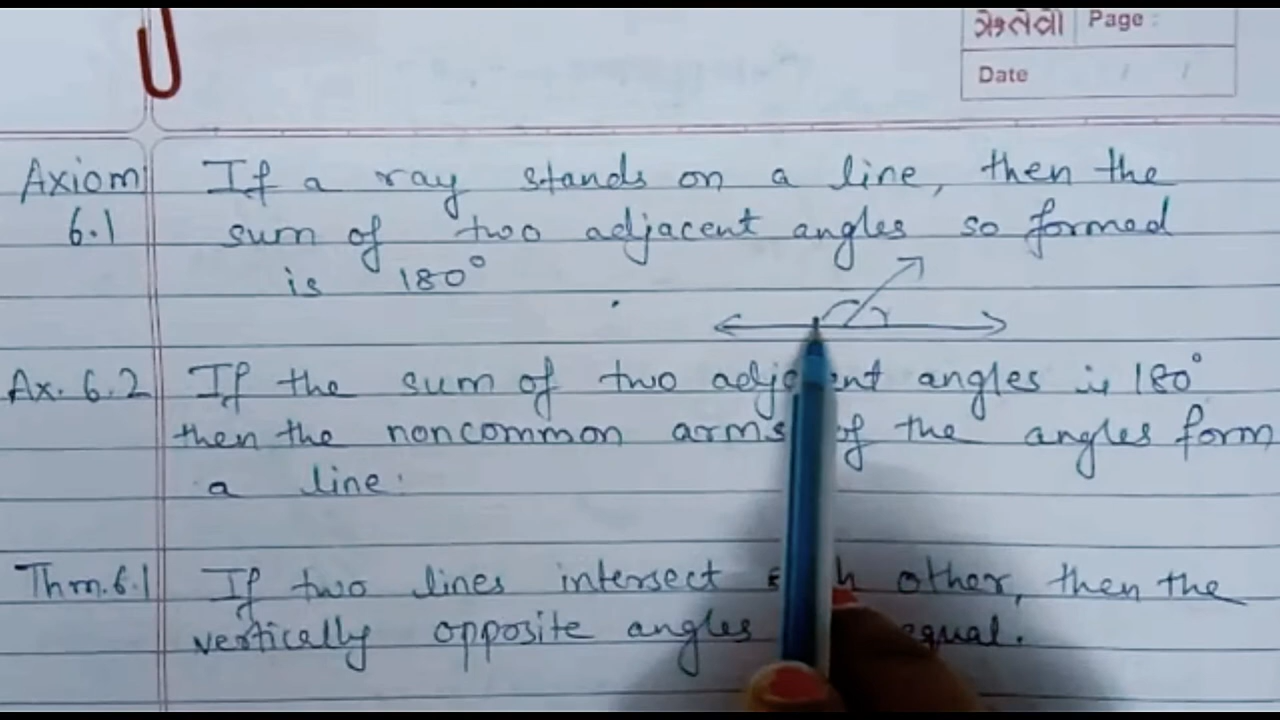 Page :
Date / /
Axiom 6.1 If a ray stands on a line, then the
sum of two adjacent angles so formed
is 180°
Ax. 6.2 If the sum of two adjacent angles is 180°
then the noncommon arms of the angles form
a line.
Thm. 6.1 If two lines intersect other, then the
vertically opposite angles equal.